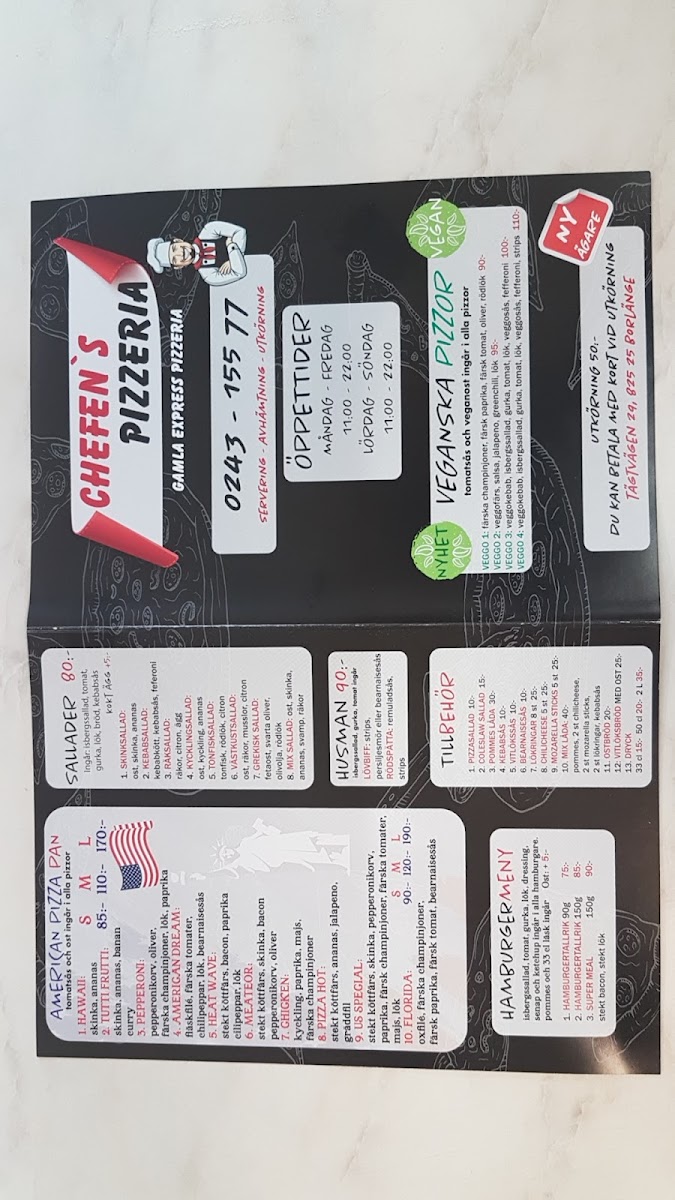 AMERICAN PIZZA PAN
tomatsås och ost ingår i alla pizzor
1. HAWAII: S M L
skinka, ananas 85:- 110:- 170:-
2. TUTTI FRUTTI:
skinka, ananas, banan
curry
3. PEPPERONI:
pepperonikorv, oliver,
färska champinjoner, lök, paprika
4. AMERICAN DREAM:
fläskfilé, färska tomater,
chilipeppar, lök, bearnaisesås
5. HEAT WAVE:
stekt köttfärs, bacon, paprika
cilipeppar, lök
6. MEATEOR:
stekt köttfärs, skinka, bacon
pepperonikorv, oliver
7. CHICKEN:
kyckling, paprika, majs,
färska champinjoner
8. PIZZA HOT:
stekt köttfärs, ananas, jalapeno,
gräddfil
9. US SPECIAL:
stekt köttfärs, skinka, pepperonikorv,
paprika, färsk champinjoner, färska tomater,
majs, lök S M L
10. FLORIDA: 90:- 120:- 190:-
oxfilé, färska champinjoner,
färsk paprika, färsk tomat, bearnaisesås
HAMBURGERMENY
isbergssallad, tomat, gurka, lök, dressing,
senap och ketchup ingår i alla hamburgare.
pommes och 33 cl läsk ingår Ost: + 5:-
1. HAMBURGERTALLRIK 90g 75:-
2. HAMBURGERTALLRIK 150g 85:-
3. SUPER MEAL 150g 90:-
stekt bacon, stekt lök
SALLADER 80:-
Ingår: isbergsallad, tomat,
gurka, lök, bröd, kebabsås
KOKT ÄGG +5:-
1. SKINKSALLAD:
ost, skinka, ananas
2. KEBABSALLAD:
kebabkött, kebabsås, feferoni
3. RÄKSALLAD:
räkor, citron, ägg
4. KYCKLINGSALLAD:
ost, kyckling, ananas
5. TONFISKSALLAD:
tonfisk, rödlök, citron
6. VÄSTKUSTSALLAD:
ost, räkor, musslor, citron
7. GREKISK SALLAD:
fetaost, svarta oliver,
olivolja, rödlök
8. MIX SALLAD: ost, skinka,
ananas, svamp, räkor
HUSMAN 90:-
isbergssallad, gurka, tomat ingår
LÖVBIFF: strips,
persiljesmör eller bearnaisesås
RÖDSPÄTTA: remuladsås,
strips
TILLBEHÖR
1. PIZZASALLAD 10:-
2. COLESLAW SALLAD 15:-
3. POMMES LÅDA 30:-
4. KEBABSÅS 10:-
5. VITLÖKSSÅS 10:-
6. BEARNAISESÅS 10:-
7. LÖKRINGAR 8 st 25:-
8. CHILICHEESE 5 st 25:-
9. MOZARELLA STICKS 5 st 25:-
10. MIX LÅDA: 40:-
pommes, 2 st chilicheese,
2 st mozarella sticks,
2 st lökringar, kebabsås
11. OSTBRÖD 20:-
12. VITLÖKSBRÖD MED OST 25:-
13. DRYCK
33 cl 15:- 50 cl 20:- 2 L 35:-
CHEFEN`S
PIZZERIA
GAMLA EXPRESS PIZZERIA
0243 - 155 77
SERVERING - AVHÄMTNING - UTKÖRNING
ÖPPETTIDER
MÅNDAG - FREDAG
11:00 - 22:00
LÖRDAG - SÖNDAG
11:00 - 22:00
NYHET
VEGAN
VEGANSKA PIZZOR
tomatsås och veganost ingår i alla pizzor
VEGGO 1: färska champinjoner, färsk paprika, färsk tomat, oliver, rödlök 90:-
VEGGO 2: veggofärs, salsa, jalapeno, greenchili, lök 95:-
VEGGO 3: veggokebab, isbergssallad, gurka, tomat, lök, veggosås, fefferoni 100:-
VEGGO 4: veggokebab, isbergssallad, gurka, tomat, lök, veggosås, fefferoni, strips 110:-
NY
ÄGARE
UTKÖRNING 50:-
DU KAN BETALA MED KORT VID UTKÖRNING
TÄGTVÄGEN 29, 825 25 BORLÄNGE